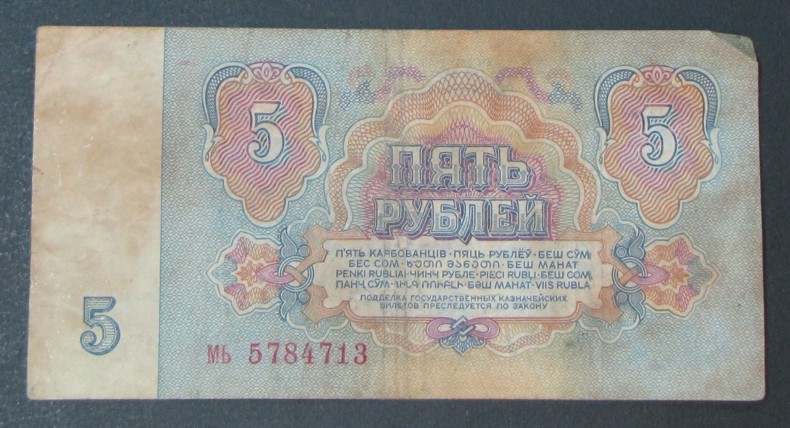 5 5
ПЯТЬ
РУБЛЕЙ
П'ЯТЬ КАРБОВАНЦІВ · ПЯЦЬ РУБЛЁЎ · БЕШ СЎМ
БЕС СОМ · ხუთი მანეთი · БЕШ МАНАТ
PENKI RUBLIAI · ЧИНЧ РУБЛЕ · PIECI RUBĻI · БЕШ СОМ
ПАНҶ СӮМ · ՀԻՆԳ ՌՈՒԲԼԻ · БӘШ МАНАТ · VIIS RUBLA
ПОДДЕЛКА ГОСУДАРСТВЕННЫХ КАЗНАЧЕЙСКИХ
БИЛЕТОВ ПРЕСЛЕДУЕТСЯ ПО ЗАКОНУ
5
мь 5784713